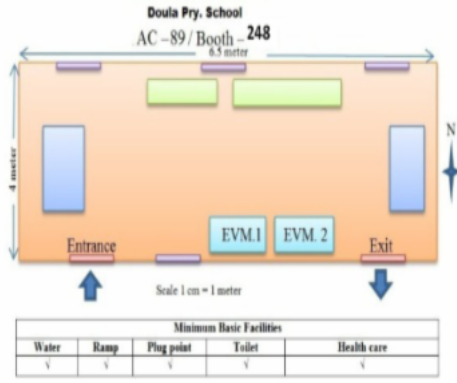 Doula Pry. School
AC – 89 / Booth – 248
6.5 meter
4 meter
N
EVM.1
EVM. 2
Entrance
Exit
Scale 1 cm = 1 meter
Minimum Basic Facilities
Water Ramp Plug point Toilet Health care
√ √ √ √ √